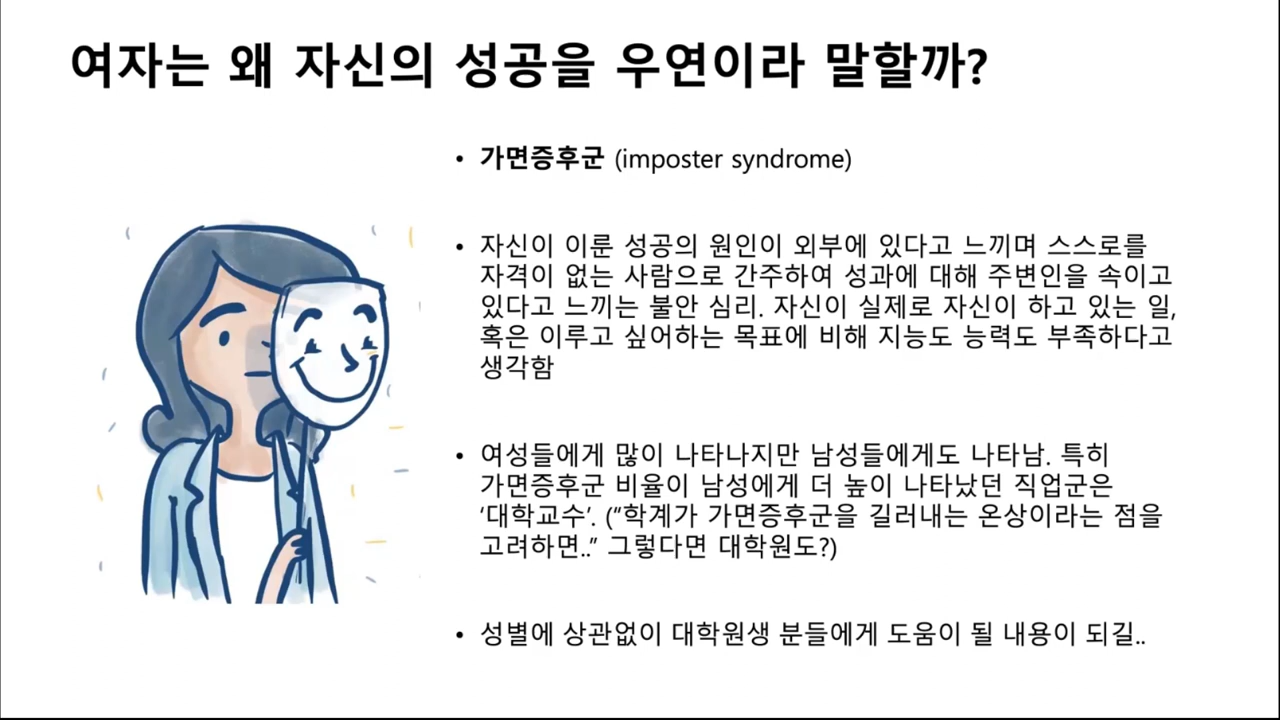 여자는 왜 자신의 성공을 우연이라 말할까?
• 가면증후군 (imposter syndrome)
• 자신이 이룬 성공의 원인이 외부에 있다고 느끼며 스스로를
자격이 없는 사람으로 간주하여 성과에 대해 주변인을 속이고
있다고 느끼는 불안 심리. 자신이 실제로 자신이 하고 있는 일,
혹은 이루고 싶어하는 목표에 비해 지능도 능력도 부족하다고
생각함
• 여성들에게 많이 나타나지만 남성들에게도 나타남. 특히
가면증후군 비율이 남성에게 더 높이 나타났던 직업군은
‘대학교수’. (“학계가 가면증후군을 길러내는 온상이라는 점을
고려하면..” 그렇다면 대학원도?)
• 성별에 상관없이 대학원생 분들에게 도움이 될 내용이 되길..